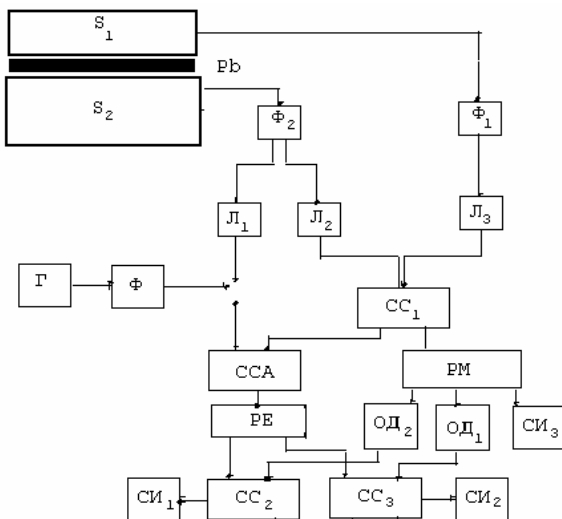 S₁
Pb
S₂
Ф₂
Ф₁
Л₁
Л₂
Л₃
Г
Ф
СС₁
ССА
РМ
РЕ
ОД₂
ОД₁
СИ₃
СИ₁
СС₂
СС₃
СИ₂